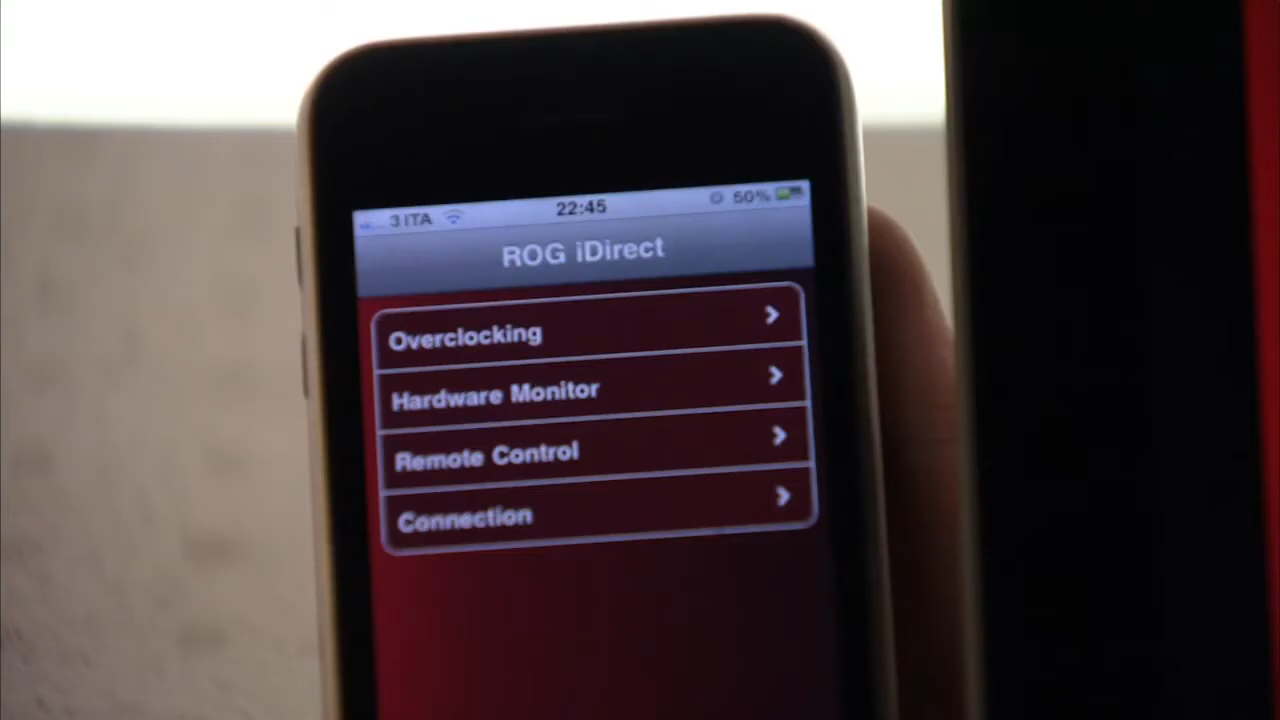 3 ITA 22:45 50%
ROG iDirect
Overclocking
Hardware Monitor
Remote Control
Connection